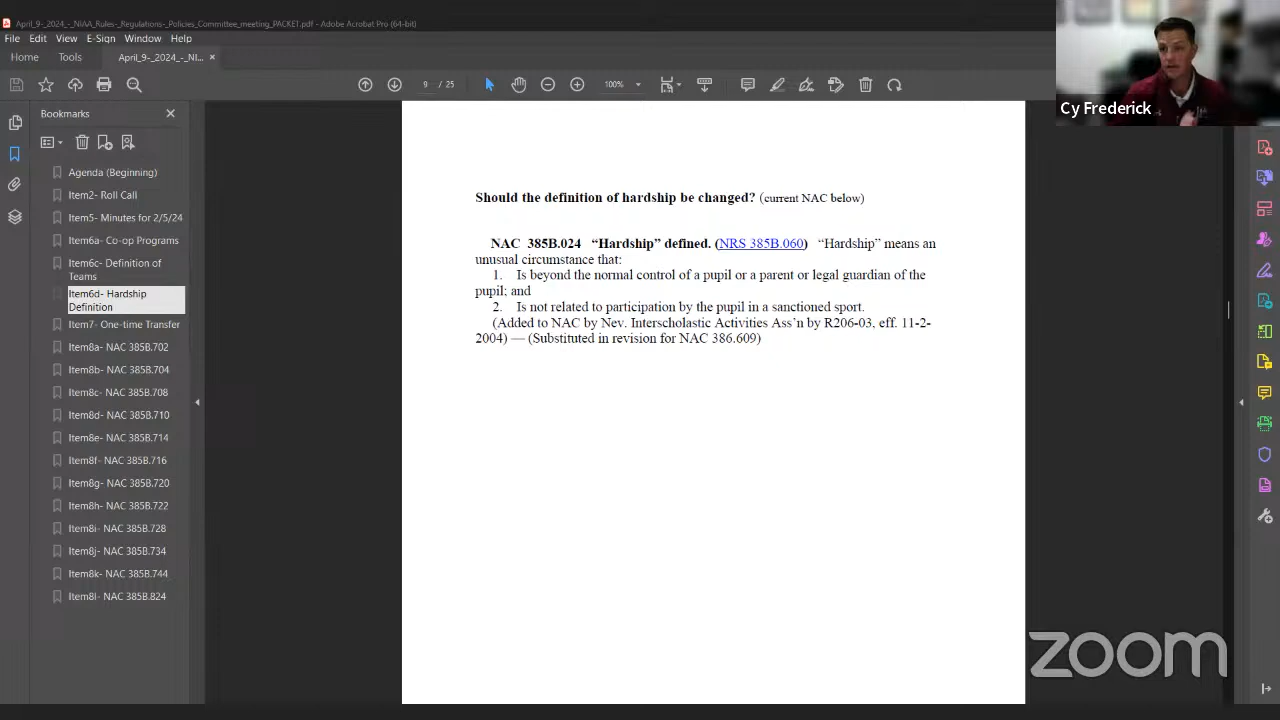 April_9-_2024_-_NIAA_Rules-_Regulations-_Policies_Committee_meeting_PACKET.pdf - Adobe Acrobat Pro (64-bit)
File Edit View E-Sign Window Help
Home Tools April_9-_2024_-_NI... ×
9 / 25 100%
Cy Frederick
Bookmarks
Agenda (Beginning)
Item2- Roll Call
Item5- Minutes for 2/5/24
Item6a- Co-op Programs
Item6c- Definition of
Teams
Item6d- Hardship
Definition
Item7- One-time Transfer
Item8a- NAC 385B.702
Item8b- NAC 385B.704
Item8c- NAC 385B.708
Item8d- NAC 385B.710
Item8e- NAC 385B.714
Item8f- NAC 385B.716
Item8g- NAC 385B.720
Item8h- NAC 385B.722
Item8i- NAC 385B.728
Item8j- NAC 385B.734
Item8k- NAC 385B.744
Item8l- NAC 385B.824
Should the definition of hardship be changed? (current NAC below)
NAC 385B.024 “Hardship” defined. (NRS 385B.060) “Hardship” means an
unusual circumstance that:
1. Is beyond the normal control of a pupil or a parent or legal guardian of the
pupil; and
2. Is not related to participation by the pupil in a sanctioned sport.
(Added to NAC by Nev. Interscholastic Activities Ass’n by R206-03, eff. 11-2-
2004) — (Substituted in revision for NAC 386.609)
zoom